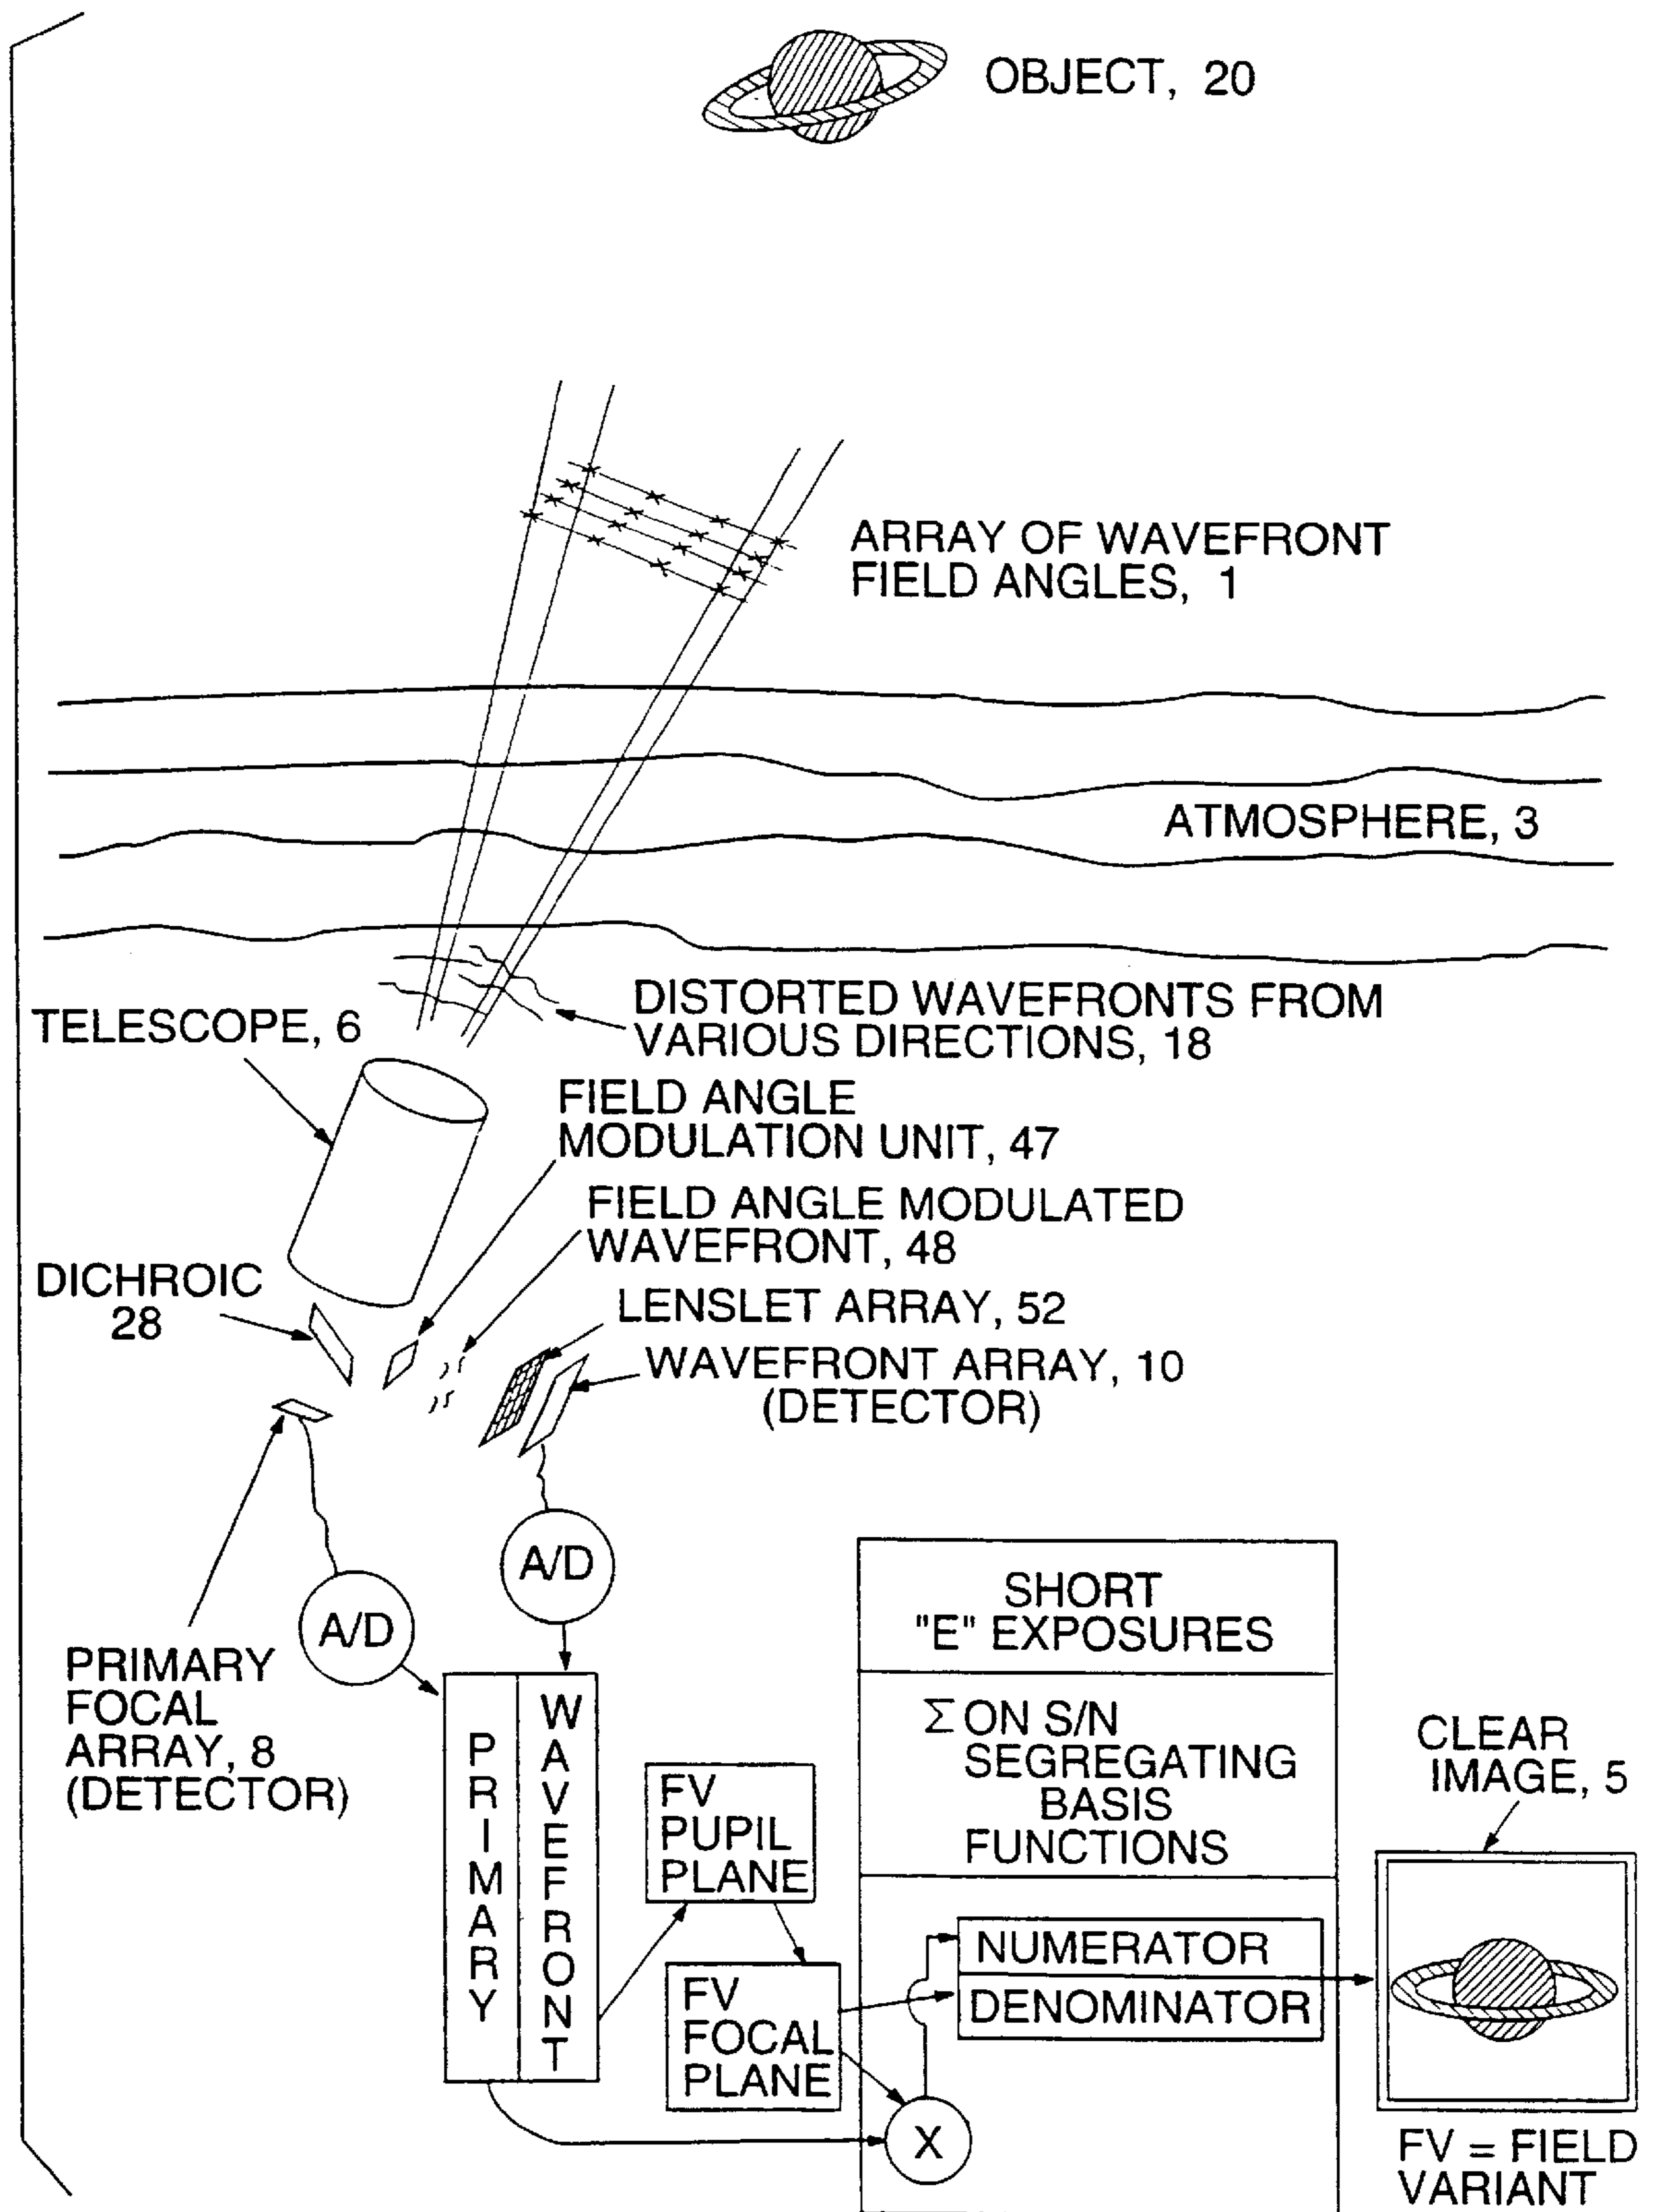 OBJECT, 20
ARRAY OF WAVEFRONT
FIELD ANGLES, 1
ATMOSPHERE, 3
DISTORTED WAVEFRONTS FROM
VARIOUS DIRECTIONS, 18
TELESCOPE, 6
FIELD ANGLE
MODULATION UNIT, 47
FIELD ANGLE MODULATED
WAVEFRONT, 48
DICHROIC
28
LENSLET ARRAY, 52
WAVEFRONT ARRAY, 10
(DETECTOR)
A/D
A/D
PRIMARY
FOCAL
ARRAY, 8
(DETECTOR)
PRIMARY
WAVEFRONT
FV
PUPIL
PLANE
FV
FOCAL
PLANE
SHORT
"E" EXPOSURES
Σ ON S/N
SEGREGATING
BASIS
FUNCTIONS
NUMERATOR
DENOMINATOR
X
CLEAR
IMAGE, 5
FV = FIELD
VARIANT